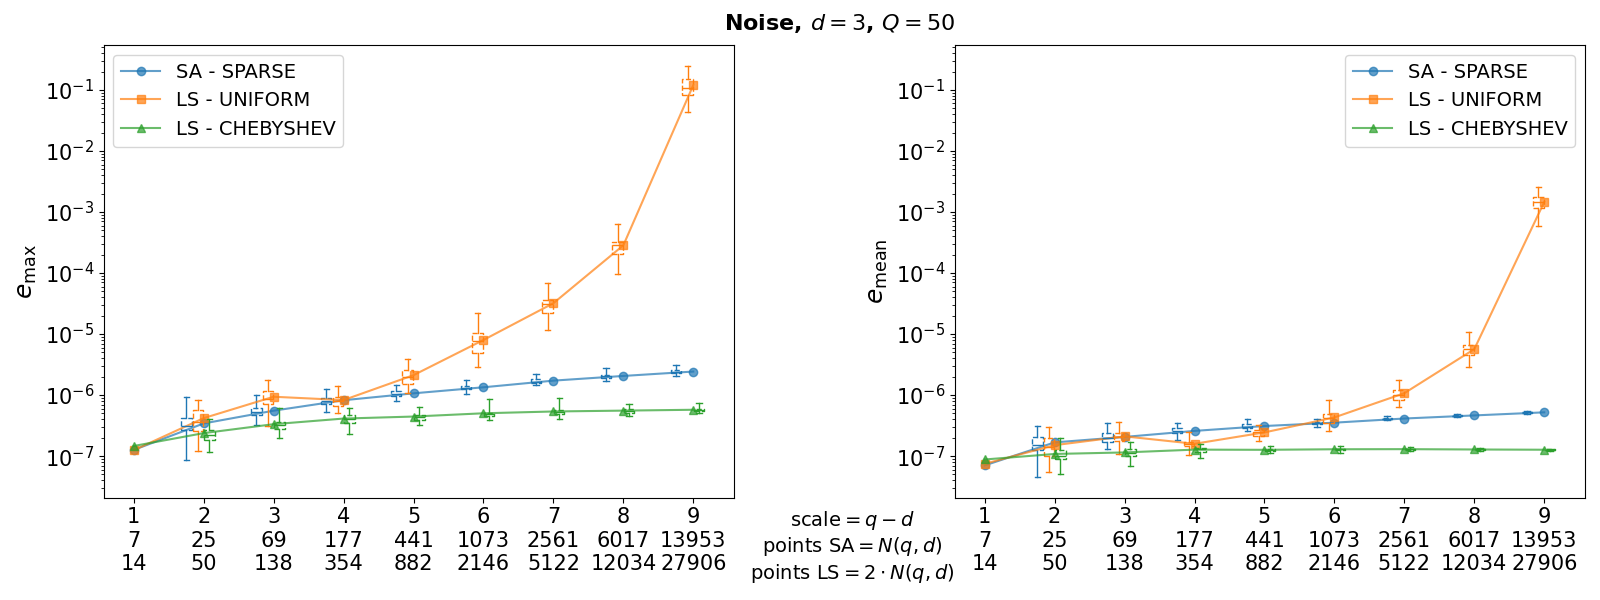 Noise, d = 3, Q = 50
SA - SPARSE
LS - UNIFORM
LS - CHEBYSHEV
10⁻¹
10⁻²
10⁻³
10⁻⁴
10⁻⁵
10⁻⁶
10⁻⁷
e_max
1 2 3 4 5 6 7 8 9
7 25 69 177 441 1073 2561 6017 13953
14 50 138 354 882 2146 5122 12034 27906
scale = q − d
points SA = N(q, d)
points LS = 2 · N(q, d)
SA - SPARSE
LS - UNIFORM
LS - CHEBYSHEV
10⁻¹
10⁻²
10⁻³
10⁻⁴
10⁻⁵
10⁻⁶
10⁻⁷
e_mean
1 2 3 4 5 6 7 8 9
7 25 69 177 441 1073 2561 6017 13953
14 50 138 354 882 2146 5122 12034 27906